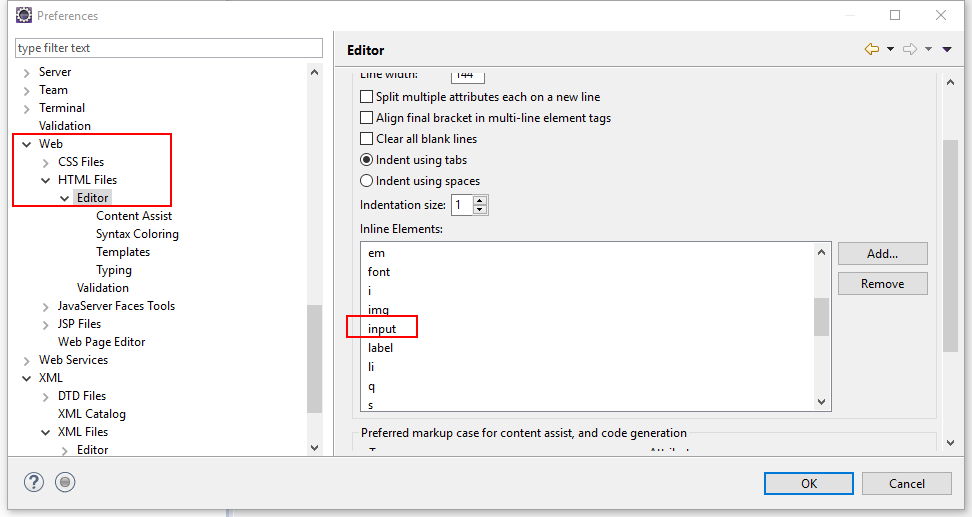 Preferences
type filter text
Server
Team
Terminal
Validation
Web
CSS Files
HTML Files
Editor
Content Assist
Syntax Coloring
Templates
Typing
Validation
JavaServer Faces Tools
JSP Files
Web Page Editor
Web Services
XML
DTD Files
XML Catalog
XML Files
Editor
Editor
Line width: 144
Split multiple attributes each on a new line
Align final bracket in multi-line element tags
Clear all blank lines
Indent using tabs
Indent using spaces
Indentation size: 1
Inline Elements:
em
font
i
img
input
label
li
q
s
Add...
Remove
Preferred markup case for content assist, and code generation
OK
Cancel